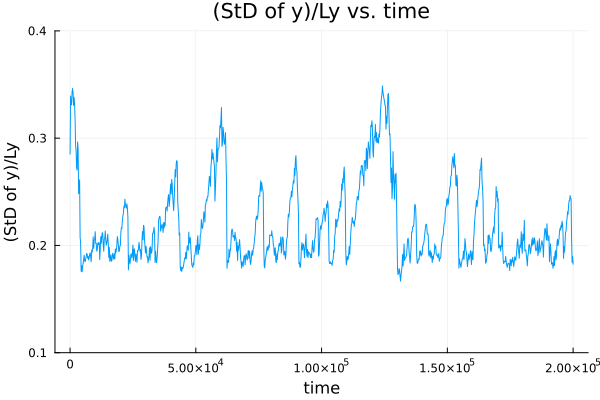 (StD of y)/Ly vs. time
(StD of y)/Ly
0.4
0.3
0.2
0.1
0 5.00×10⁴ 1.00×10⁵ 1.50×10⁵ 2.00×10⁵
time